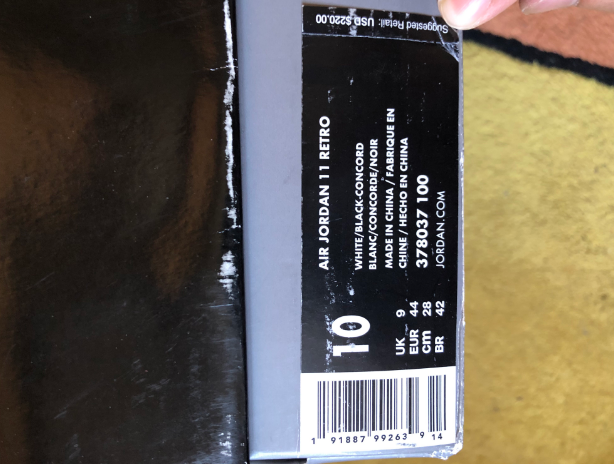 Suggested Retail: USD $220.00
AIR JORDAN 11 RETRO
WHITE/BLACK-CONCORD
BLANC/CONCORDE/NOIR
MADE IN CHINA / FABRIQUE EN
CHINE / HECHO EN CHINA
378037 100
JORDAN.COM
10
UK 9
EUR 44
cm 28
BR 42
1 91887 99263 9 14